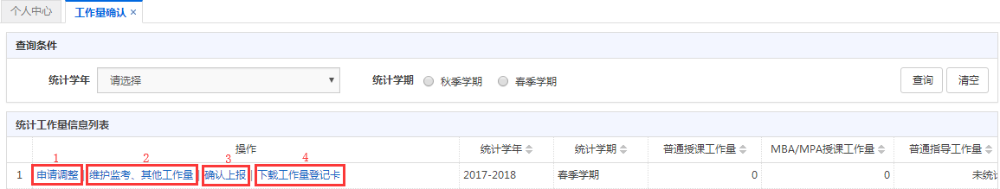 个人中心 工作量确认 ×
查询条件
统计学年 请选择 统计学期 秋季学期 春季学期 查询 清空
统计工作量信息列表
操作 统计学年 统计学期 普通授课工作量 MBA/MPA授课工作量 普通指导工作量
1 2 3 4
1 申请调整 | 维护监考、其他工作量 | 确认上报 | 下载工作量登记卡 2017-2018 春季学期 0 0 未统计